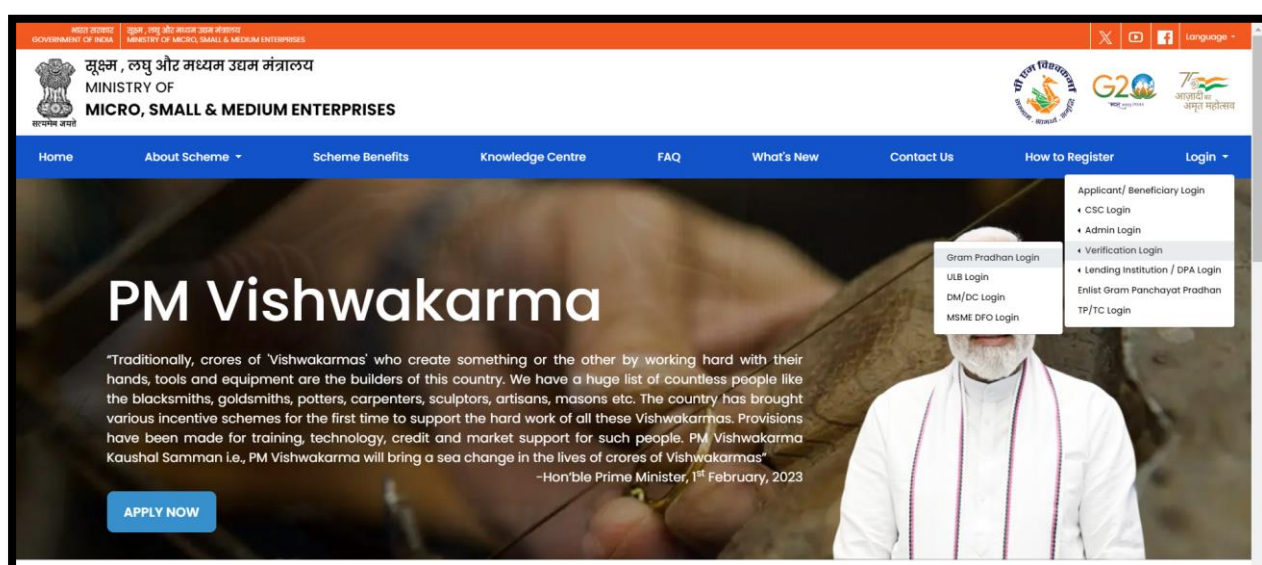 भारत सरकार
GOVERNMENT OF INDIA
सूक्ष्म , लघु और मध्यम उद्यम मंत्रालय
MINISTRY OF MICRO, SMALL & MEDIUM ENTERPRISES
Language
सूक्ष्म , लघु और मध्यम उद्यम मंत्रालय
MINISTRY OF
MICRO, SMALL & MEDIUM ENTERPRISES
सत्यमेव जयते
पी एम विश्वकर्मा
सम्मान , सामर्थ्य , समृद्धि
G20
आज़ादी का
अमृत महोत्सव
Home About Scheme Scheme Benefits Knowledge Centre FAQ What's New Contact Us How to Register Login
Applicant/ Beneficiary Login
CSC Login
Admin Login
Verification Login
Lending Institution / DPA Login
Enlist Gram Panchayat Pradhan
TP/TC Login
Gram Pradhan Login
ULB Login
DM/DC Login
MSME DFO Login
PM Vishwakarma
“Traditionally, crores of 'Vishwakarmas' who create something or the other by working hard with their
hands, tools and equipment are the builders of this country. We have a huge list of countless people like
the blacksmiths, goldsmiths, potters, carpenters, sculptors, artisans, masons etc. The country has brought
various incentive schemes for the first time to support the hard work of all these Vishwakarmas. Provisions
have been made for training, technology, credit and market support for such people. PM Vishwakarma
Kaushal Samman i.e., PM Vishwakarma will bring a sea change in the lives of crores of Vishwakarmas”
-Hon'ble Prime Minister, 1st February, 2023
APPLY NOW